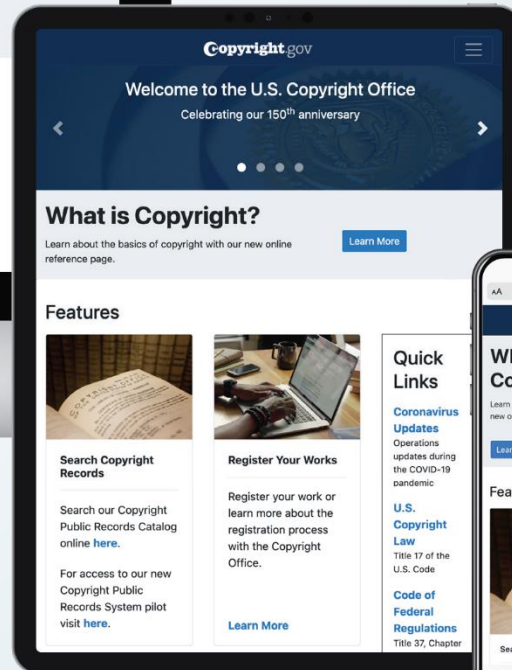 Copyright.gov
Welcome to the U.S. Copyright Office
Celebrating our 150th anniversary
What is Copyright?
Learn about the basics of copyright with our new online
reference page.
Learn More
Features
Search Copyright
Records
Search our Copyright
Public Records Catalog
online here.
For access to our new
Copyright Public
Records System pilot
visit here.
Register Your Works
Register your work or
learn more about the
registration process
with the Copyright
Office.
Learn More
Quick
Links
Coronavirus
Updates
Operations
updates during
the COVID-19
pandemic
U.S.
Copyright
Law
Title 17 of the
U.S. Code
Code of
Federal
Regulations
Title 37, Chapter
AA
Co
Learn
new o
Fea